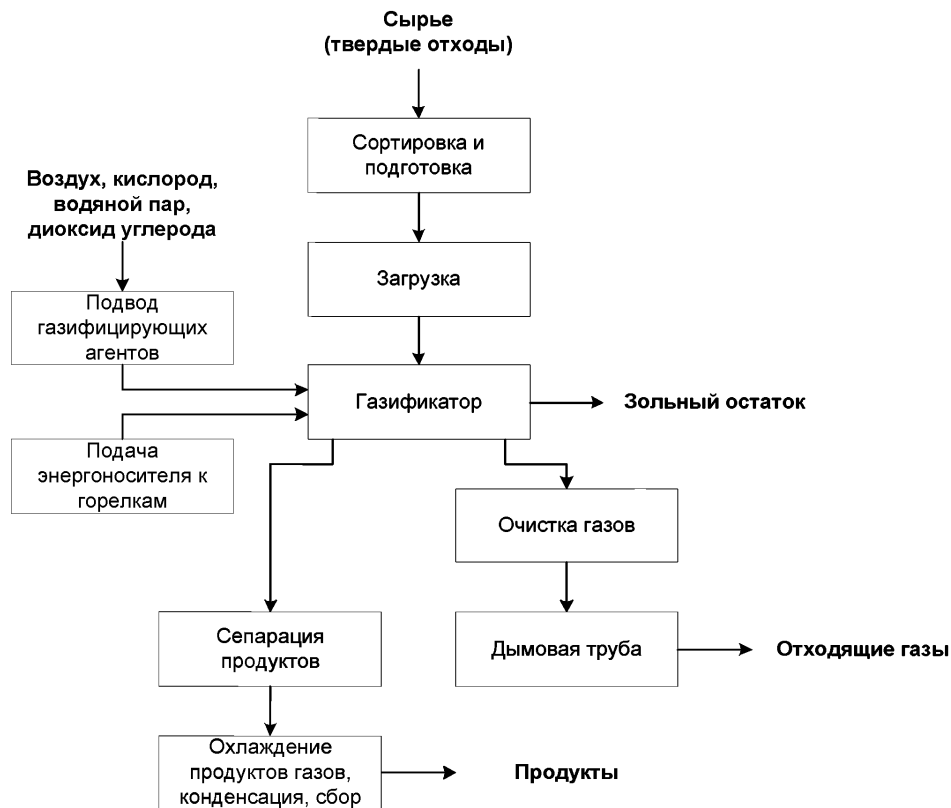 Сырье
(твердые отходы)
Сортировка и
подготовка
Воздух, кислород,
водяной пар,
диоксид углерода
Загрузка
Подвод
газифицирующих
агентов
Газификатор
Зольный остаток
Подача
энергоносителя к
горелкам
Очистка газов
Сепарация
продуктов
Дымовая труба
Отходящие газы
Охлаждение
продуктов газов,
конденсация, сбор
Продукты